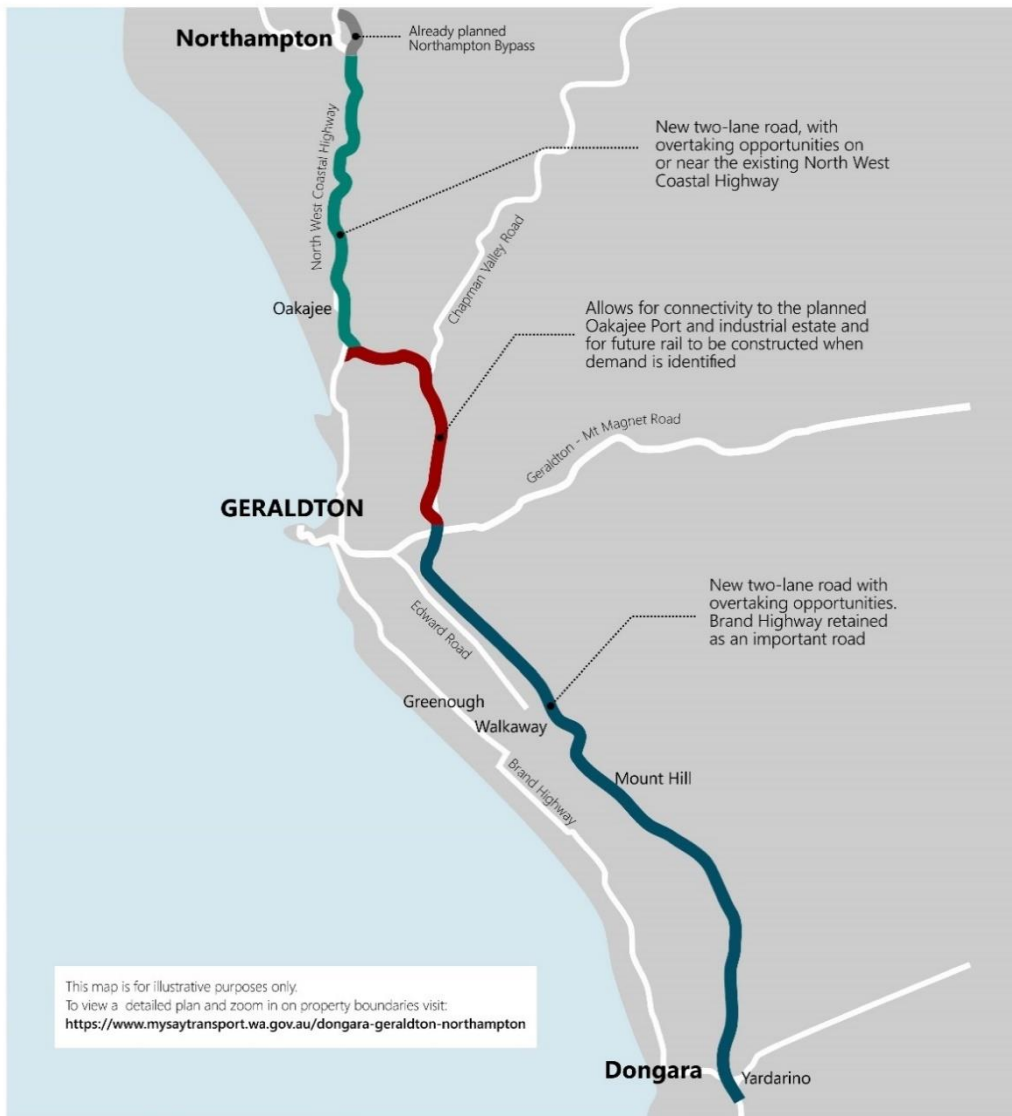 Northampton
Already planned
Northampton Bypass
North West Coastal Highway
New two-lane road, with
overtaking opportunities on
or near the existing North West
Coastal Highway
Chapman Valley Road
Oakajee
Allows for connectivity to the planned
Oakajee Port and industrial estate and
for future rail to be constructed when
demand is identified
Geraldton - Mt Magnet Road
GERALDTON
New two-lane road with
overtaking opportunities.
Brand Highway retained
as an important road
Edward Road
Greenough
Walkaway
Mount Hill
Brand Highway
This map is for illustrative purposes only.
To view a detailed plan and zoom in on property boundaries visit:
https://www.mysaytransport.wa.gov.au/dongara-geraldton-northampton
Dongara
Yardarino